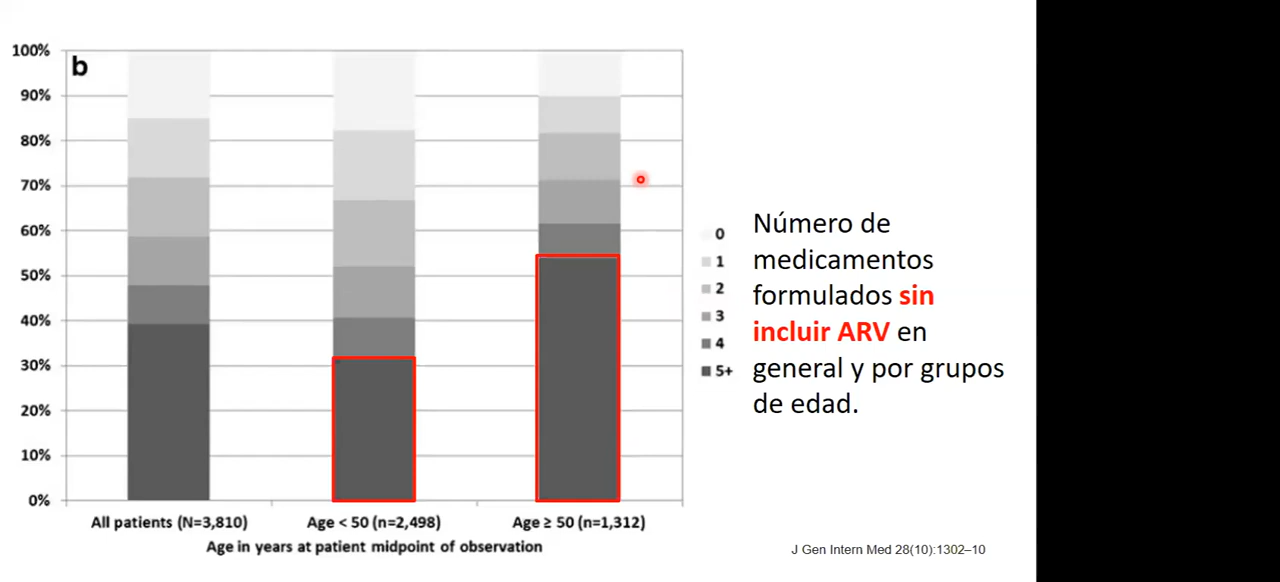 b
100%
90%
80%
70%
60%
50%
40%
30%
20%
10%
0%
All patients (N=3,810)
Age < 50 (n=2,498)
Age ≥ 50 (n=1,312)
Age in years at patient midpoint of observation
0
1
2
3
4
5+
Número de
medicamentos
formulados sin
incluir ARV en
general y por grupos
de edad.
J Gen Intern Med 28(10):1302–10